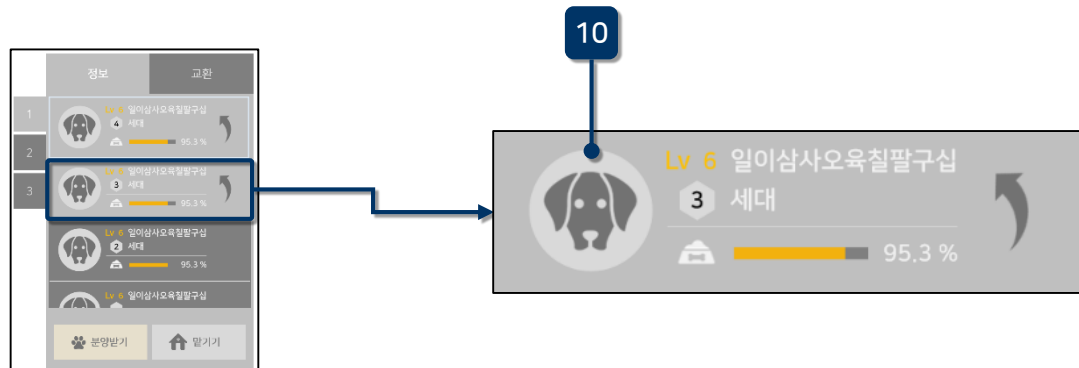 10
정보 교환
1
2
3
Lv 6 일이삼사오육칠팔구십
4 세대
95.3 %
Lv 6 일이삼사오육칠팔구십
3 세대
95.3 %
Lv 6 일이삼사오육칠팔구십
2 세대
95.3 %
Lv 6 일이삼사오육칠팔구십
분양받기 맡기기
Lv 6 일이삼사오육칠팔구십
3 세대
95.3 %